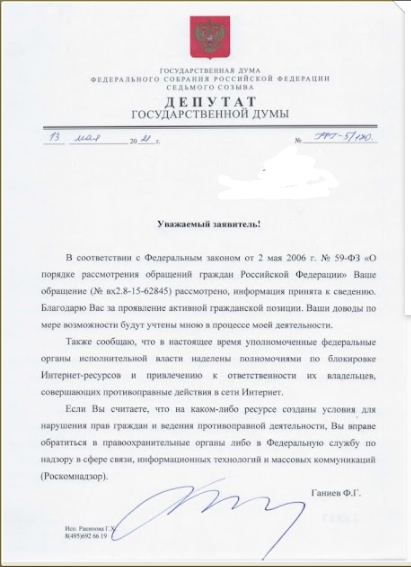 ГОСУДАРСТВЕННАЯ ДУМА
ФЕДЕРАЛЬНОГО СОБРАНИЯ РОССИЙСКОЙ ФЕДЕРАЦИИ
СЕДЬМОГО СОЗЫВА
ДЕПУТАТ
ГОСУДАРСТВЕННОЙ ДУМЫ
13 мая 2021 г. №
Уважаемый заявитель!
В соответствии с Федеральным законом от 2 мая 2006 г. № 59-ФЗ «О
порядке рассмотрения обращений граждан Российской Федерации» Ваше
обращение (№ вх2.8-15-62845) рассмотрено, информация принята к сведению.
Благодарю Вас за проявление активной гражданской позиции. Ваши доводы по
мере возможности будут учтены мною в процессе моей деятельности.
Также сообщаю, что в настоящее время уполномоченные федеральные
органы исполнительной власти наделены полномочиями по блокировке
Интернет-ресурсов и привлечению к ответственности их владельцев,
совершающих противоправные действия в сети Интернет.
Если Вы считаете, что на каком-либо ресурсе созданы условия для
нарушения прав граждан и ведения противоправной деятельности, Вы вправе
обратиться в правоохранительные органы либо в Федеральную службу по
надзору в сфере связи, информационных технологий и массовых коммуникаций
(Роскомнадзор).
Ганиев Ф.Г.
Исп. Г.Х.
8(495)692 66 19